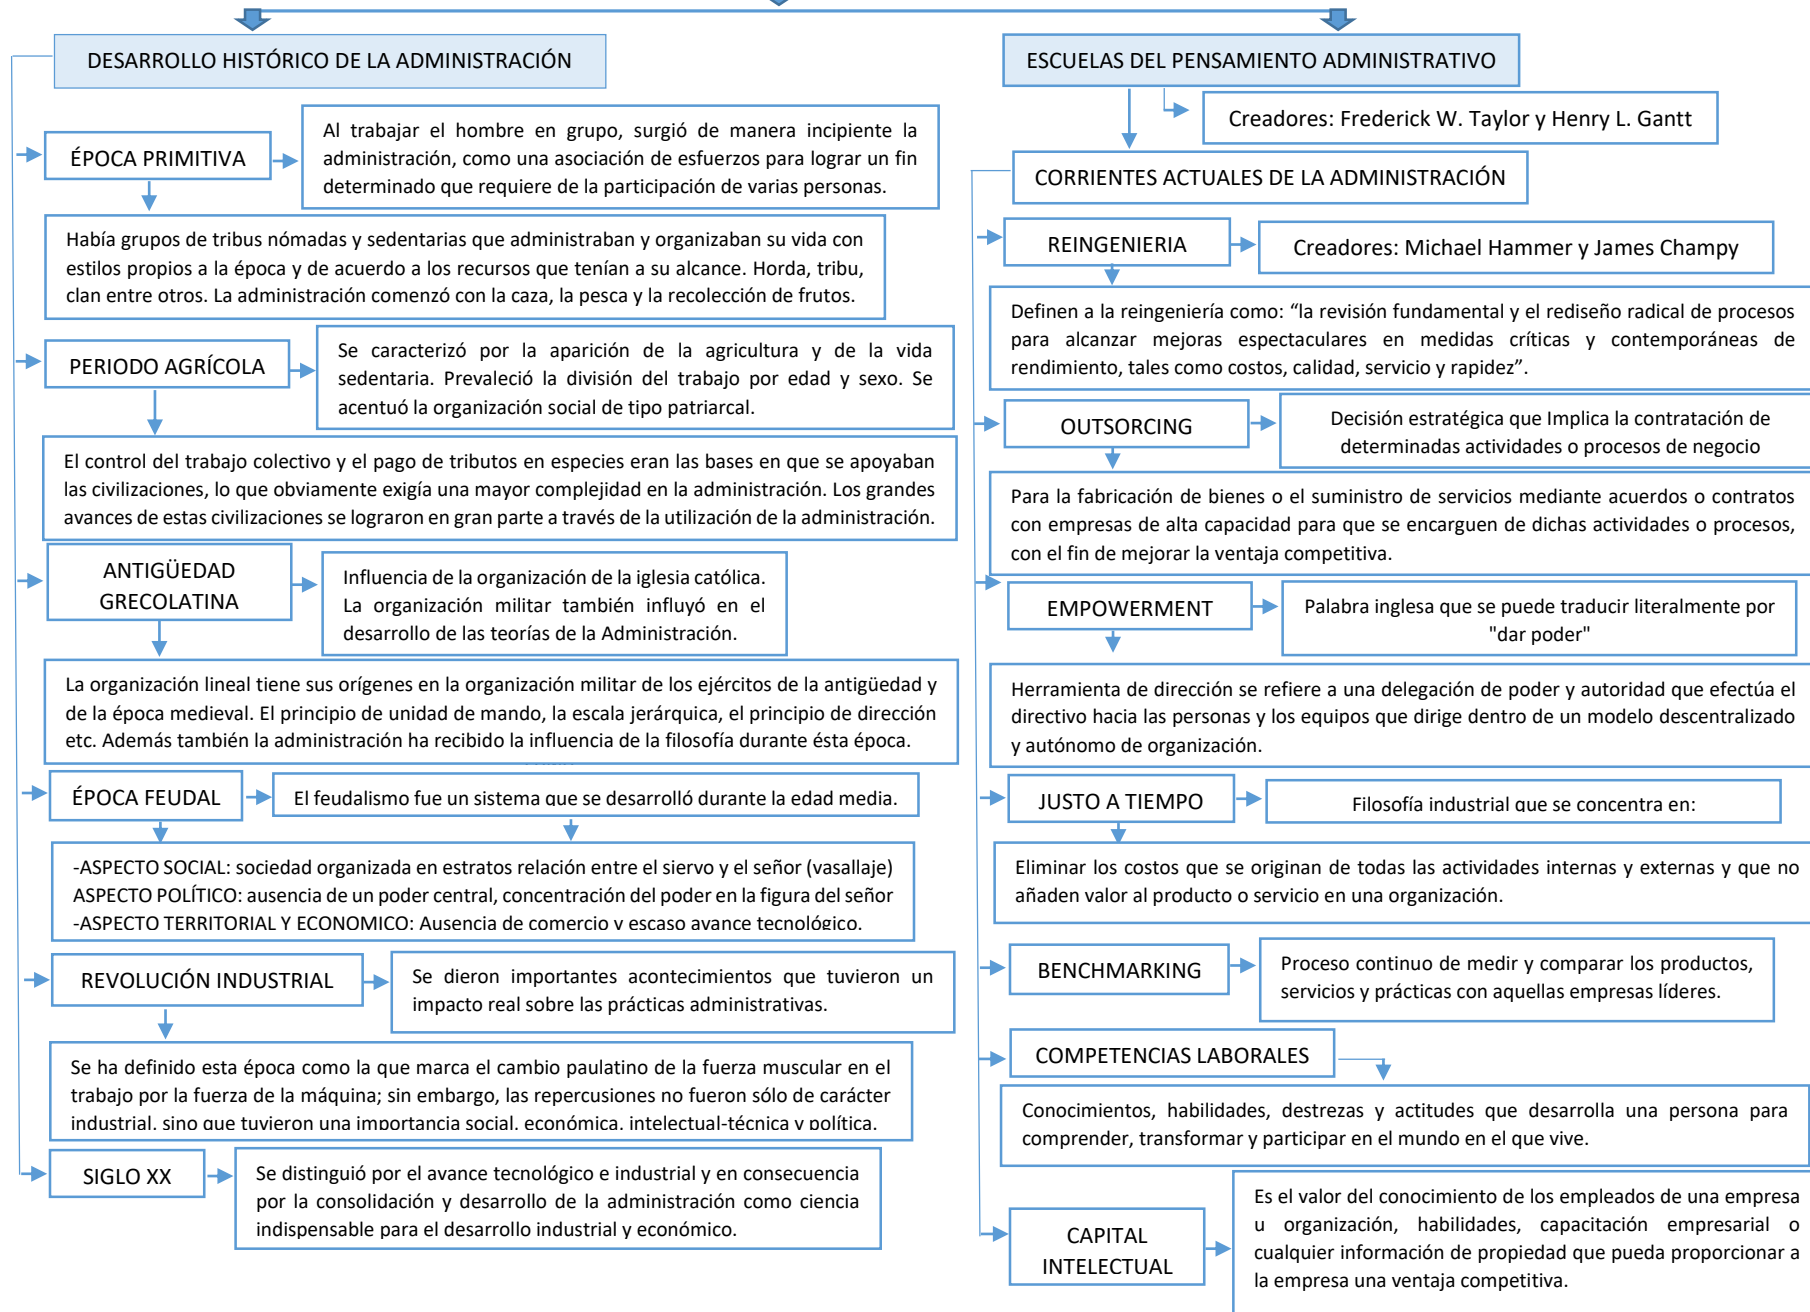 DESARROLLO HISTÓRICO DE LA ADMINISTRACIÓN
ÉPOCA PRIMITIVA
Al trabajar el hombre en grupo, surgió de manera incipiente la
administración, como una asociación de esfuerzos para lograr un fin
determinado que requiere de la participación de varias personas.
Había grupos de tribus nómadas y sedentarias que administraban y organizaban su vida con
estilos propios a la época y de acuerdo a los recursos que tenían a su alcance. Horda, tribu,
clan entre otros. La administración comenzó con la caza, la pesca y la recolección de frutos.
PERIODO AGRÍCOLA
Se caracterizó por la aparición de la agricultura y de la vida
sedentaria. Prevaleció la división del trabajo por edad y sexo. Se
acentuó la organización social de tipo patriarcal.
El control del trabajo colectivo y el pago de tributos en especies eran las bases en que se apoyaban
las civilizaciones, lo que obviamente exigía una mayor complejidad en la administración. Los grandes
avances de estas civilizaciones se lograron en gran parte a través de la utilización de la administración.
ANTIGÜEDAD
GRECOLATINA
Influencia de la organización de la iglesia católica.
La organización militar también influyó en el
desarrollo de las teorías de la Administración.
La organización lineal tiene sus orígenes en la organización militar de los ejércitos de la antigüedad y
de la época medieval. El principio de unidad de mando, la escala jerárquica, el principio de dirección
etc. Además también la administración ha recibido la influencia de la filosofía durante ésta época.
ÉPOCA FEUDAL
El feudalismo fue un sistema que se desarrolló durante la edad media.
-ASPECTO SOCIAL: sociedad organizada en estratos relación entre el siervo y el señor (vasallaje)
ASPECTO POLÍTICO: ausencia de un poder central, concentración del poder en la figura del señor
-ASPECTO TERRITORIAL Y ECONOMICO: Ausencia de comercio y escaso avance tecnológico.
REVOLUCIÓN INDUSTRIAL
Se dieron importantes acontecimientos que tuvieron un
impacto real sobre las prácticas administrativas.
Se ha definido esta época como la que marca el cambio paulatino de la fuerza muscular en el
trabajo por la fuerza de la máquina; sin embargo, las repercusiones no fueron sólo de carácter
industrial, sino que tuvieron una importancia social, económica, intelectual-técnica y política.
SIGLO XX
Se distinguió por el avance tecnológico e industrial y en consecuencia
por la consolidación y desarrollo de la administración como ciencia
indispensable para el desarrollo industrial y económico.
ESCUELAS DEL PENSAMIENTO ADMINISTRATIVO
Creadores: Frederick W. Taylor y Henry L. Gantt
CORRIENTES ACTUALES DE LA ADMINISTRACIÓN
REINGENIERIA
Creadores: Michael Hammer y James Champy
Definen a la reingeniería como: “la revisión fundamental y el rediseño radical de procesos
para alcanzar mejoras espectaculares en medidas críticas y contemporáneas de
rendimiento, tales como costos, calidad, servicio y rapidez”.
OUTSORCING
Decisión estratégica que Implica la contratación de
determinadas actividades o procesos de negocio
Para la fabricación de bienes o el suministro de servicios mediante acuerdos o contratos
con empresas de alta capacidad para que se encarguen de dichas actividades o procesos,
con el fin de mejorar la ventaja competitiva.
EMPOWERMENT
Palabra inglesa que se puede traducir literalmente por
"dar poder"
Herramienta de dirección se refiere a una delegación de poder y autoridad que efectúa el
directivo hacia las personas y los equipos que dirige dentro de un modelo descentralizado
y autónomo de organización.
JUSTO A TIEMPO
Filosofía industrial que se concentra en:
Eliminar los costos que se originan de todas las actividades internas y externas y que no
añaden valor al producto o servicio en una organización.
BENCHMARKING
Proceso continuo de medir y comparar los productos,
servicios y prácticas con aquellas empresas líderes.
COMPETENCIAS LABORALES
Conocimientos, habilidades, destrezas y actitudes que desarrolla una persona para
comprender, transformar y participar en el mundo en el que vive.
CAPITAL
INTELECTUAL
Es el valor del conocimiento de los empleados de una empresa
u organización, habilidades, capacitación empresarial o
cualquier información de propiedad que pueda proporcionar a
la empresa una ventaja competitiva.